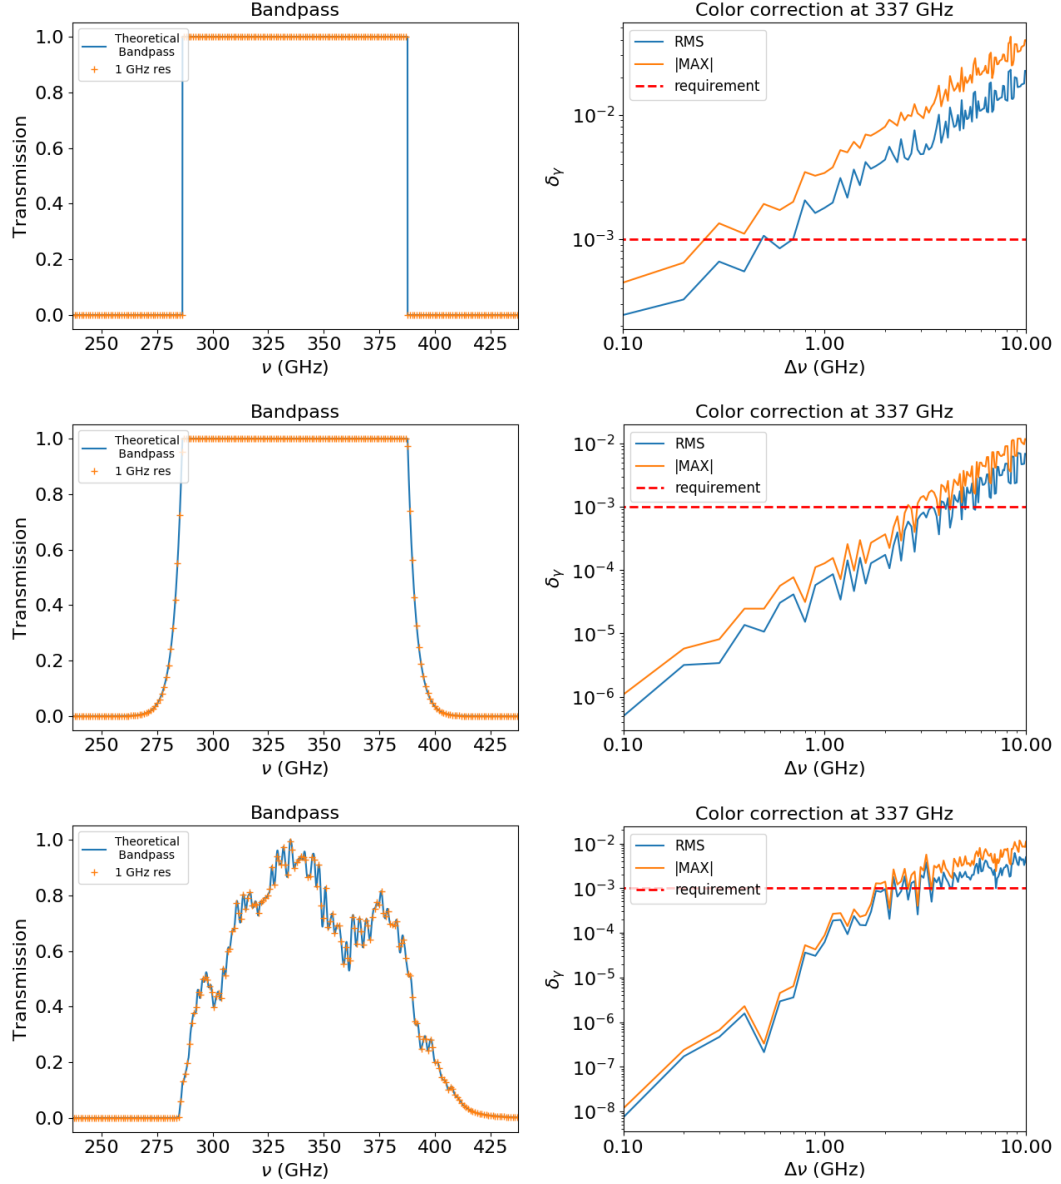 Bandpass
Transmission
1.0
0.8
0.6
0.4
0.2
0.0
Theoretical
Bandpass
1 GHz res
250 275 300 325 350 375 400 425
ν (GHz)
Color correction at 337 GHz
δγ
10⁻²
10⁻³
RMS
|MAX|
requirement
0.10 1.00 10.00
Δν (GHz)
Bandpass
Transmission
1.0
0.8
0.6
0.4
0.2
0.0
Theoretical
Bandpass
1 GHz res
250 275 300 325 350 375 400 425
ν (GHz)
Color correction at 337 GHz
δγ
10⁻²
10⁻³
10⁻⁴
10⁻⁵
10⁻⁶
RMS
|MAX|
requirement
0.10 1.00 10.00
Δν (GHz)
Bandpass
Transmission
1.0
0.8
0.6
0.4
0.2
0.0
Theoretical
Bandpass
1 GHz res
250 275 300 325 350 375 400 425
ν (GHz)
Color correction at 337 GHz
δγ
10⁻²
10⁻³
10⁻⁴
10⁻⁵
10⁻⁶
10⁻⁷
10⁻⁸
RMS
|MAX|
requirement
0.10 1.00 10.00
Δν (GHz)